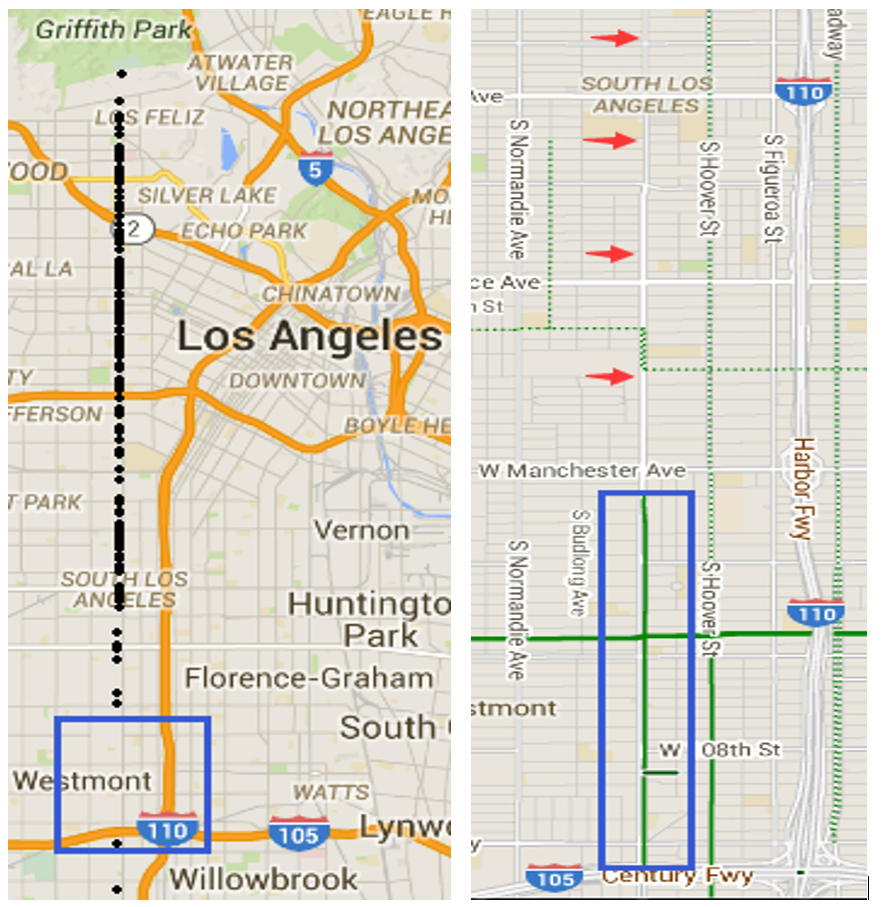 Griffith Park
EAGLE R
ATWATER
VILLAGE
LOS FELIZ
NORTHEA
LOS ANGE
OOD
5
SILVER LAKE
MO
HI
2
ECHO PARK
AL LA
CHINATOWN
Los Angeles
TY
DOWNTOWN
FFERSON
BOYLE HE
T PARK
Vernon
SOUTH LOS
ANGELES
Huntingto
Park
Florence-Graham
South
Westmont
WATTS
110
105
Lynwo
Willowbrook
adway
SOUTH LOS
ANGELES
110
Ave
S Normandie Ave
S Hoover St
S Figueroa St
ce Ave
h St
W Manchester Ave
Harbor Fwy
S Budlong Ave
S Normandie Ave
S Hoover St
110
stmont
W 08th St
y
105
Century Fwy